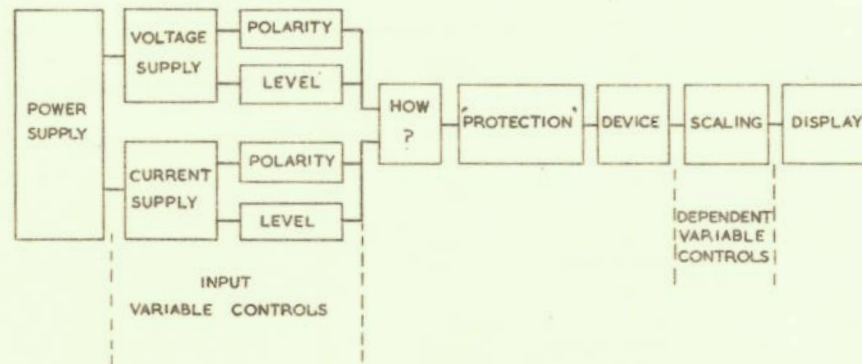 POWER
SUPPLY
VOLTAGE
SUPPLY
POLARITY
LEVEL
CURRENT
SUPPLY
POLARITY
LEVEL
HOW
?
"PROTECTION"
DEVICE
SCALING
DISPLAY
INPUT
VARIABLE CONTROLS
DEPENDENT
VARIABLE
CONTROLS